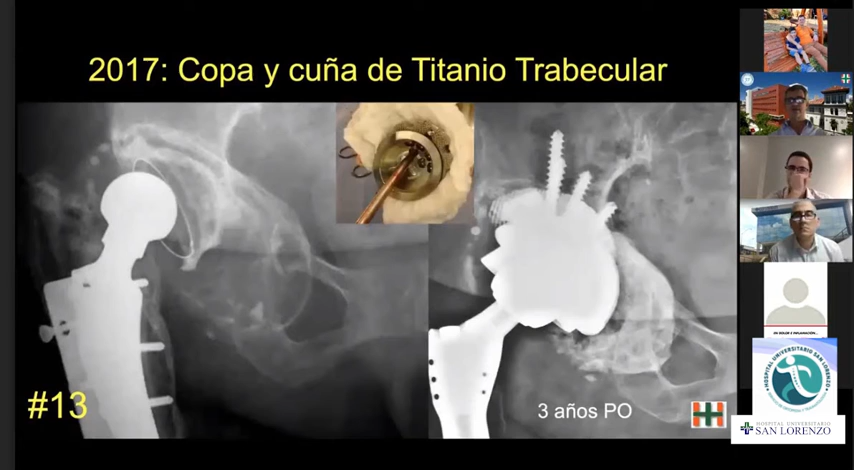 2017: Copa y cuña de Titanio Trabecular
#13
3 años PO
HOSPITAL UNIVERSITARIO SAN LORENZO
HOSPITAL UNIVERSITARIO
SAN LORENZO